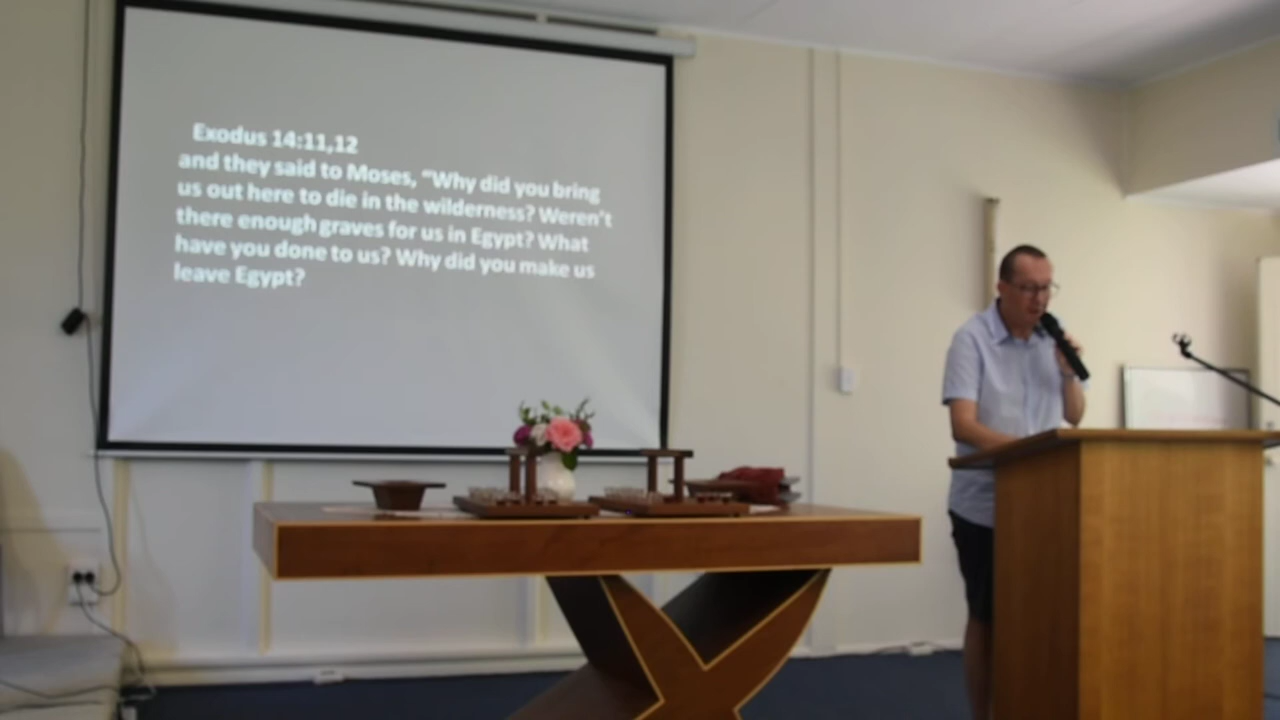 Exodus 14:11,12
and they said to Moses, “Why did you bring
us out here to die in the wilderness? Weren't
there enough graves for us in Egypt? What
have you done to us? Why did you make us
leave Egypt?